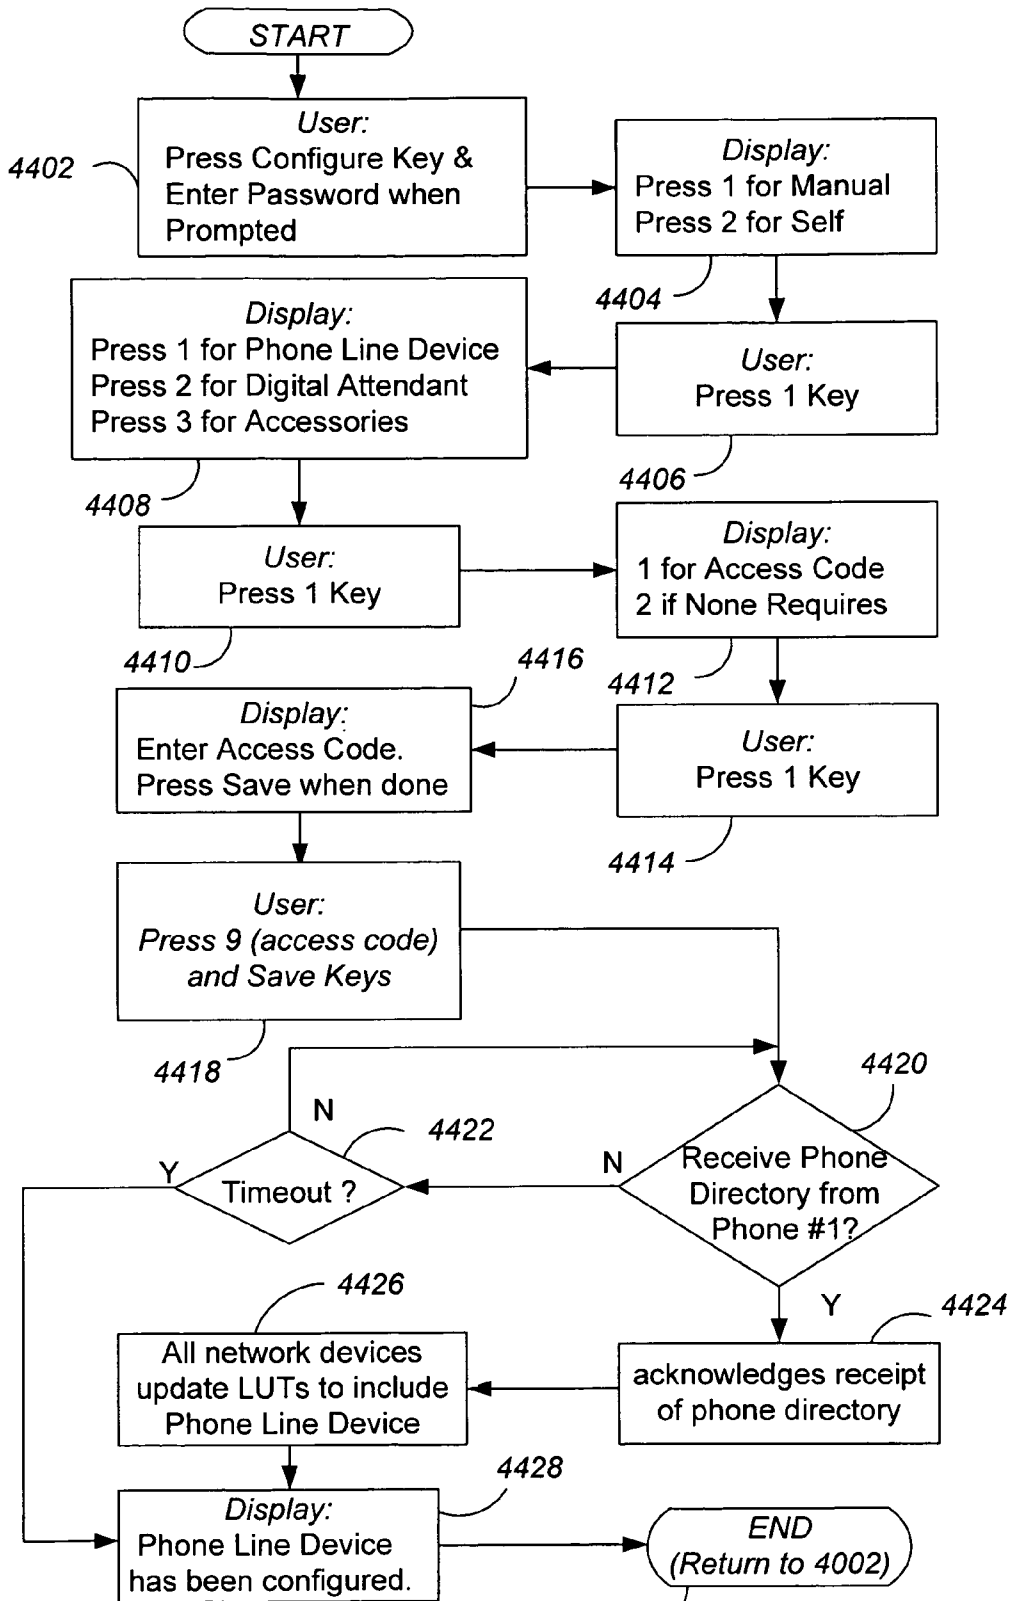 START
User:
Press Configure Key &
Enter Password when
Prompted
4402
Display:
Press 1 for Manual
Press 2 for Self
4404
User:
Press 1 Key
4406
Display:
Press 1 for Phone Line Device
Press 2 for Digital Attendant
Press 3 for Accessories
4408
User:
Press 1 Key
4410
Display:
1 for Access Code
2 if None Requires
4412
User:
Press 1 Key
4414
Display:
Enter Access Code.
Press Save when done
4416
User:
Press 9 (access code)
and Save Keys
4418
Receive Phone
Directory from
Phone #1?
4420
N
Y
Timeout ?
4422
N
Y
acknowledges receipt
of phone directory
4424
All network devices
update LUTs to include
Phone Line Device
4426
Display:
Phone Line Device
has been configured.
4428
END
(Return to 4002)